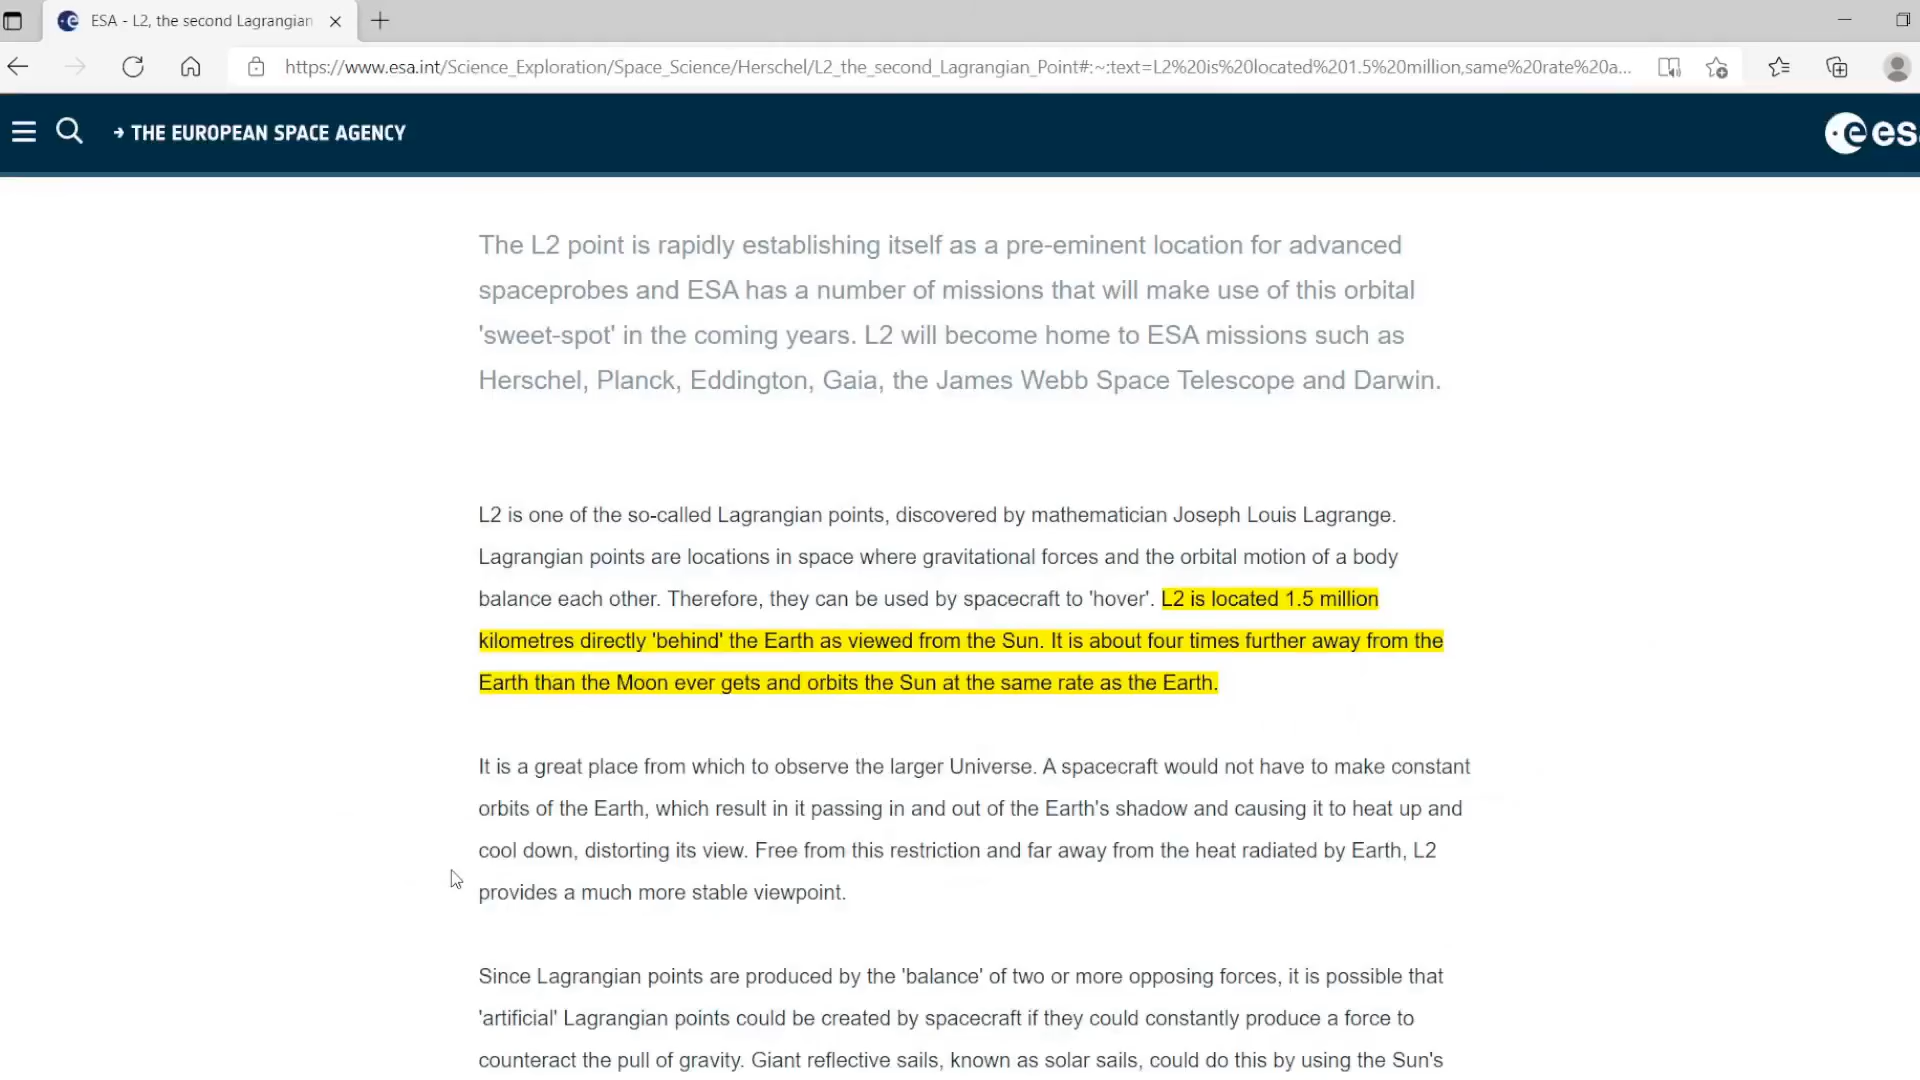 ESA - L2, the second Lagrangian
https://www.esa.int/Science_Exploration/Space_Science/Herschel/L2_the_second_Lagrangian_Point#:~:text=L2%20is%20located%201.5%20million,same%20rate%20a...
→ THE EUROPEAN SPACE AGENCY
The L2 point is rapidly establishing itself as a pre-eminent location for advanced
spaceprobes and ESA has a number of missions that will make use of this orbital
'sweet-spot' in the coming years. L2 will become home to ESA missions such as
Herschel, Planck, Eddington, Gaia, the James Webb Space Telescope and Darwin.
L2 is one of the so-called Lagrangian points, discovered by mathematician Joseph Louis Lagrange.
Lagrangian points are locations in space where gravitational forces and the orbital motion of a body
balance each other. Therefore, they can be used by spacecraft to 'hover'. L2 is located 1.5 million
kilometres directly 'behind' the Earth as viewed from the Sun. It is about four times further away from the
Earth than the Moon ever gets and orbits the Sun at the same rate as the Earth.
It is a great place from which to observe the larger Universe. A spacecraft would not have to make constant
orbits of the Earth, which result in it passing in and out of the Earth's shadow and causing it to heat up and
cool down, distorting its view. Free from this restriction and far away from the heat radiated by Earth, L2
provides a much more stable viewpoint.
Since Lagrangian points are produced by the 'balance' of two or more opposing forces, it is possible that
'artificial' Lagrangian points could be created by spacecraft if they could constantly produce a force to
counteract the pull of gravity. Giant reflective sails, known as solar sails, could do this by using the Sun's